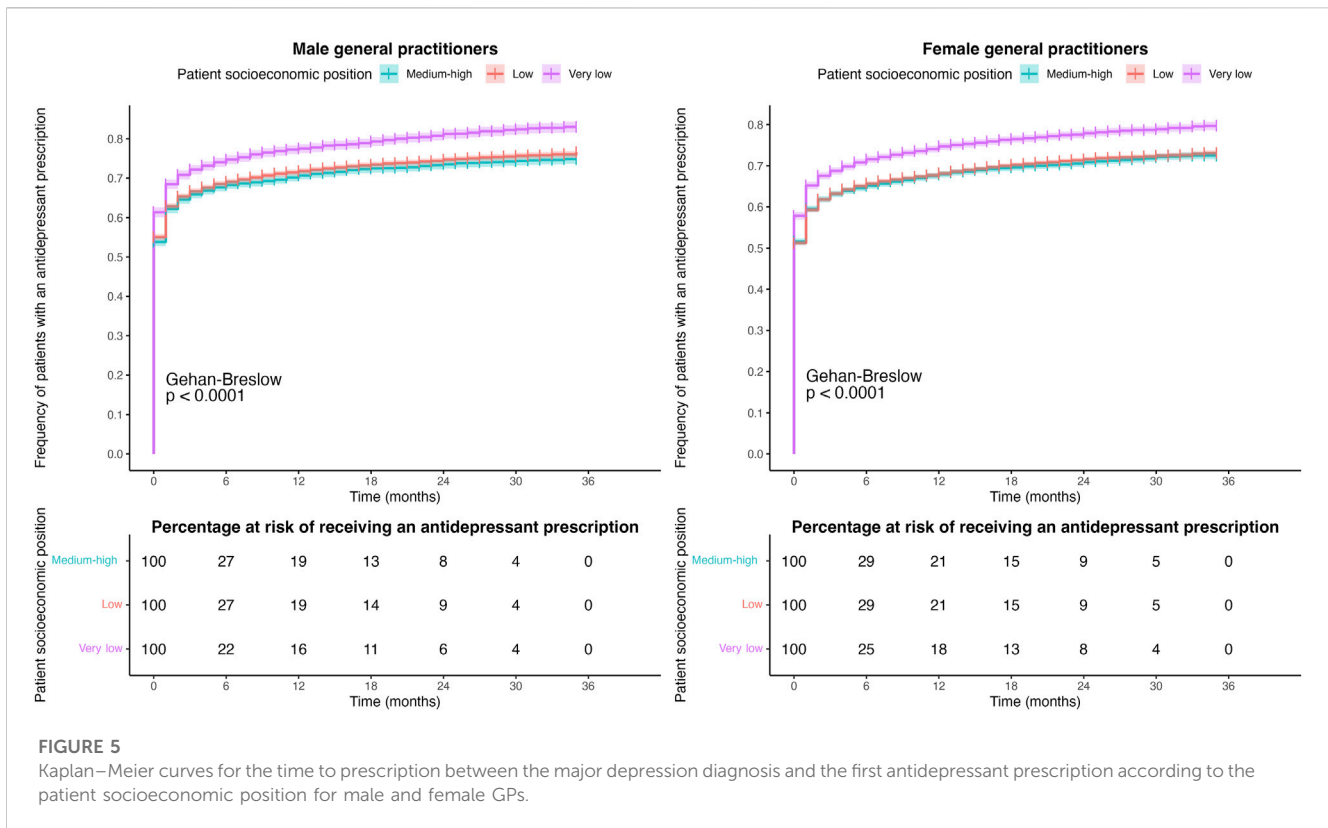 Male general practitioners
Patient socioeconomic position Medium-high Low Very low
Frequency of patients with an antidepressant prescription
0.8
0.7
0.6
0.5
0.4
0.3
0.2
0.1
0.0
Gehan-Breslow
p < 0.0001
0 6 12 18 24 30 36
Time (months)
Percentage at risk of receiving an antidepressant prescription
Patient socioeconomic position
Medium-high 100 27 19 13 8 4 0
Low 100 27 19 14 9 4 0
Very low 100 22 16 11 6 4 0
0 6 12 18 24 30 36
Time (months)
Female general practitioners
Patient socioeconomic position Medium-high Low Very low
Frequency of patients with an antidepressant prescription
0.8
0.7
0.6
0.5
0.4
0.3
0.2
0.1
0.0
Gehan-Breslow
p < 0.0001
0 6 12 18 24 30 36
Time (months)
Percentage at risk of receiving an antidepressant prescription
Patient socioeconomic position
Medium-high 100 29 21 15 9 5 0
Low 100 29 21 15 9 5 0
Very low 100 25 18 13 8 4 0
0 6 12 18 24 30 36
Time (months)
FIGURE 5
Kaplan–Meier curves for the time to prescription between the major depression diagnosis and the first antidepressant prescription according to the
patient socioeconomic position for male and female GPs.